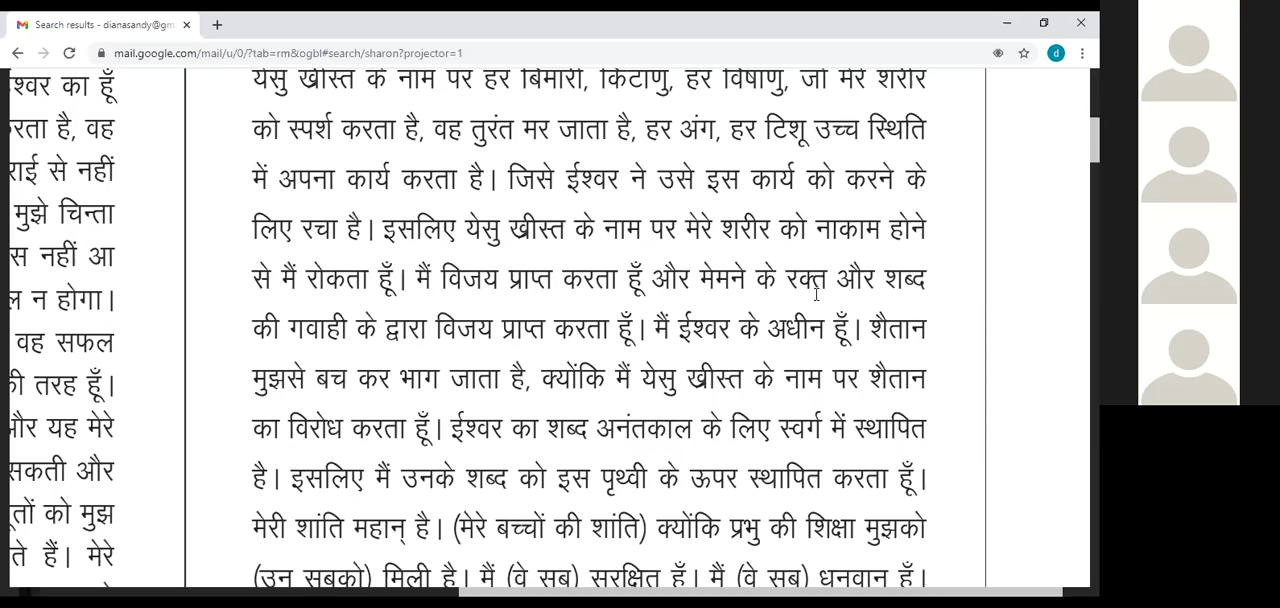 Search results - dianasandy@gm
mail.google.com/mail/u/0/?tab=rm&ogbl#search/sharon?projector=1
d
श्वर का हूँ
रता है, वह
राई से नहीं
मुझे चिन्ता
स नहीं आ
ल न होगा।
वह सफल
की तरह हूँ।
और यह मेरे
सकती और
भूतों को मुझ
ते हैं। मेरे
येसु ख्रीस्त के नाम पर हर बिमारी, किटाणु, हर विषाणु, जो मेरे शरीर
को स्पर्श करता है, वह तुरंत मर जाता है, हर अंग, हर टिशू उच्च स्थिति
में अपना कार्य करता है। जिसे ईश्वर ने उसे इस कार्य को करने के
लिए रचा है। इसलिए येसु ख्रीस्त के नाम पर मेरे शरीर को नाकाम होने
से मैं रोकता हूँ। मैं विजय प्राप्त करता हूँ और मेमने के रक्त और शब्द
की गवाही के द्वारा विजय प्राप्त करता हूँ। मैं ईश्वर के अधीन हूँ। शैतान
मुझसे बच कर भाग जाता है, क्योंकि मैं येसु ख्रीस्त के नाम पर शैतान
का विरोध करता हूँ। ईश्वर का शब्द अनंतकाल के लिए स्वर्ग में स्थापित
है। इसलिए मैं उनके शब्द को इस पृथ्वी के ऊपर स्थापित करता हूँ।
मेरी शांति महान् है। (मेरे बच्चों की शांति) क्योंकि प्रभु की शिक्षा मुझको
(उन सबको) मिली है। मैं (वे सब) सुरक्षित हूँ। मैं (वे सब) धनवान हूँ।